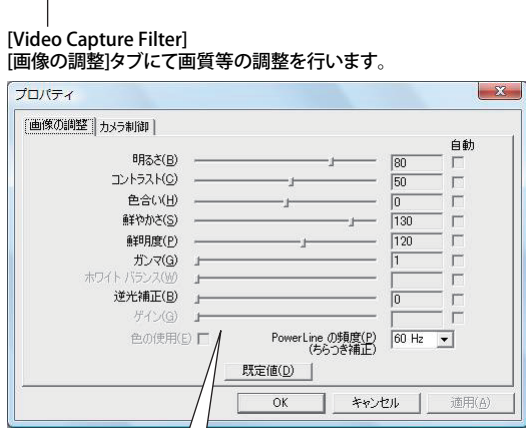 [Video Capture Filter]
[画像の調整]タブにて画質等の調整を行います。
プロパティ
画像の調整 カメラ制御
自動
明るさ(B) 80
コントラスト(C) 50
色合い(H) 0
鮮やかさ(S) 130
鮮明度(P) 120
ガンマ(G) 1
ホワイト バランス(W)
逆光補正(B) 0
ゲイン(G)
色の使用(E) PowerLine の頻度(P) 60 Hz
(ちらつき補正)
既定値(D)
OK キャンセル 適用(A)